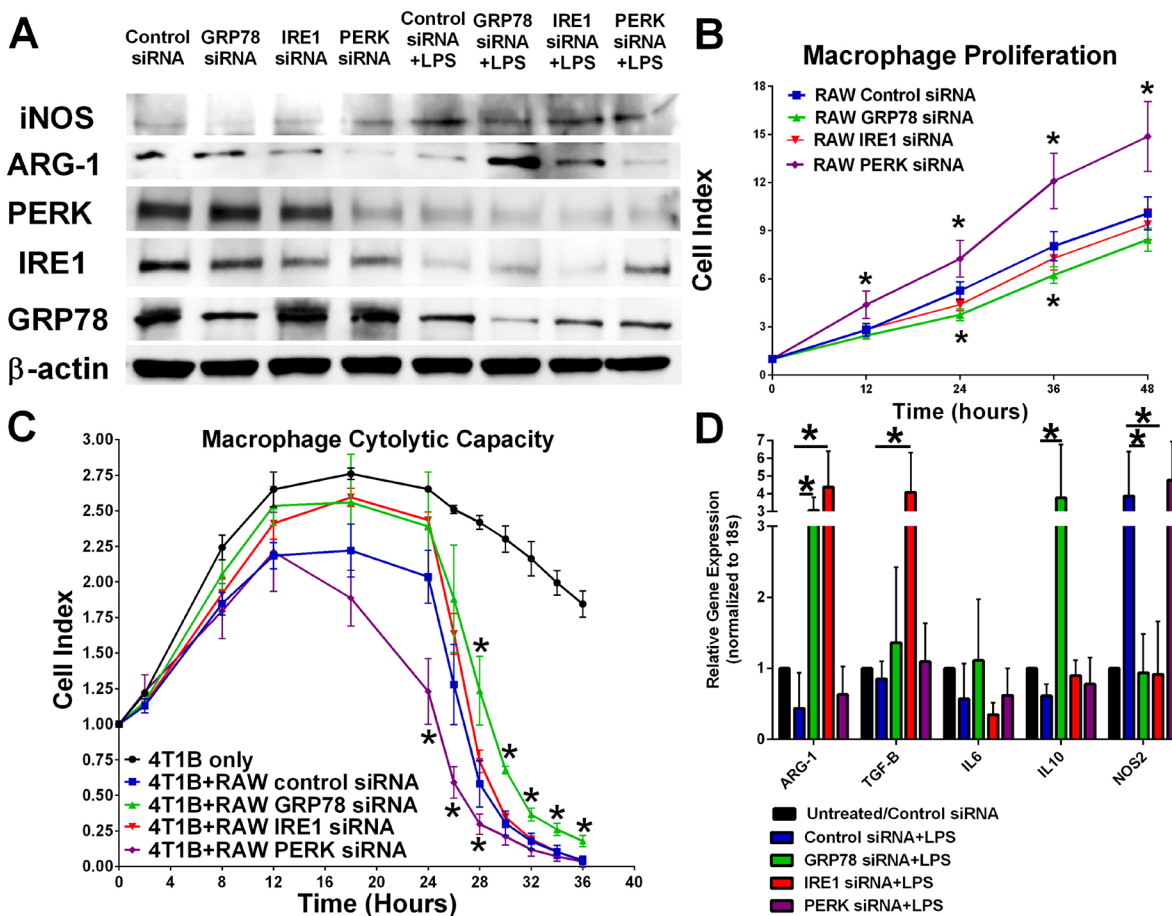 A
Control siRNA
GRP78 siRNA
IRE1 siRNA
PERK siRNA
Control siRNA +LPS
GRP78 siRNA +LPS
IRE1 siRNA +LPS
PERK siRNA +LPS
iNOS
ARG-1
PERK
IRE1
GRP78
β-actin
B
Macrophage Proliferation
Cell Index
18
15
12
9
6
3
0
RAW Control siRNA
RAW GRP78 siRNA
RAW IRE1 siRNA
RAW PERK siRNA
*
*
*
*
*
*
0 12 24 36 48
Time (hours)
C
Macrophage Cytolytic Capacity
Cell Index
3.00
2.75
2.50
2.25
2.00
1.75
1.50
1.25
1.00
0.75
0.50
0.25
0.00
4T1B only
4T1B+RAW control siRNA
4T1B+RAW GRP78 siRNA
4T1B+RAW IRE1 siRNA
4T1B+RAW PERK siRNA
*
*
*
*
*
*
*
*
0 4 8 12 16 20 24 28 32 36 40
Time (Hours)
D
Relative Gene Expression
(normalized to 18s)
7
6
5
4
3
2
1
0
*
*
*
*
*
*
ARG-1
TGF-B
IL6
IL10
NOS2
Untreated/Control siRNA
Control siRNA+LPS
GRP78 siRNA+LPS
IRE1 siRNA+LPS
PERK siRNA+LPS